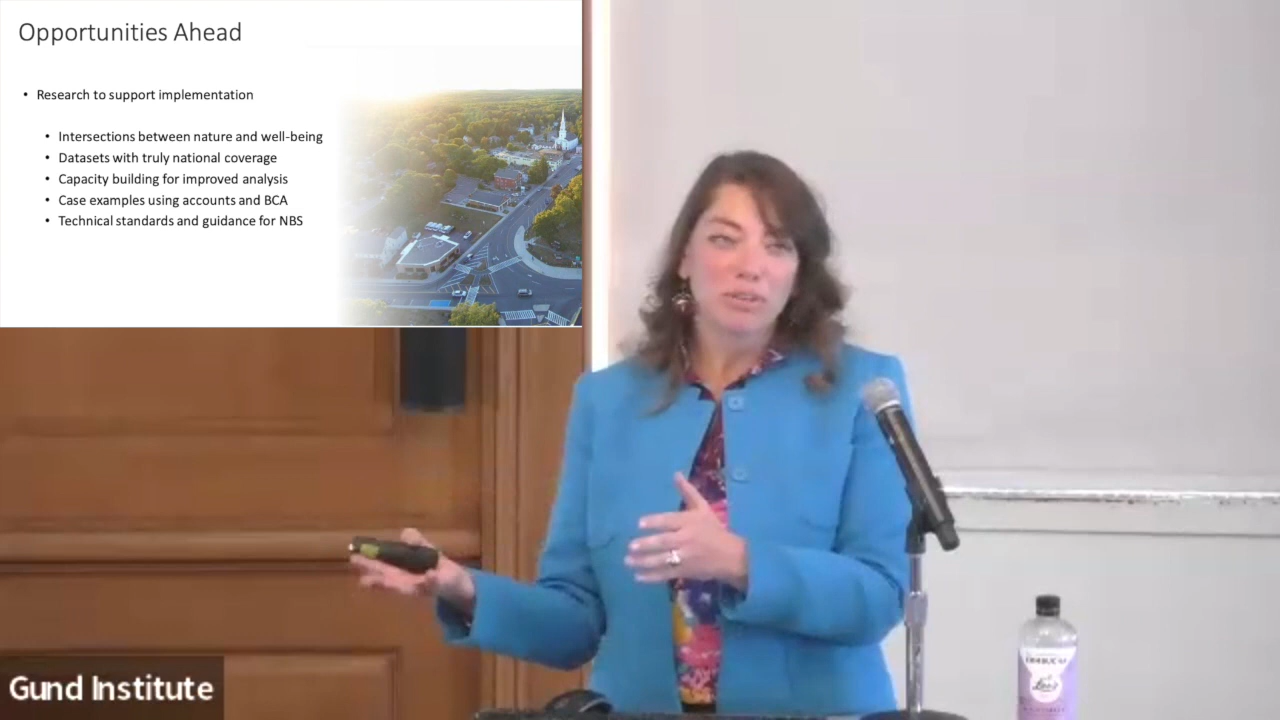 Opportunities Ahead
• Research to support implementation
• Intersections between nature and well-being
• Datasets with truly national coverage
• Capacity building for improved analysis
• Case examples using accounts and BCA
• Technical standards and guidance for NBS
Gund Institute